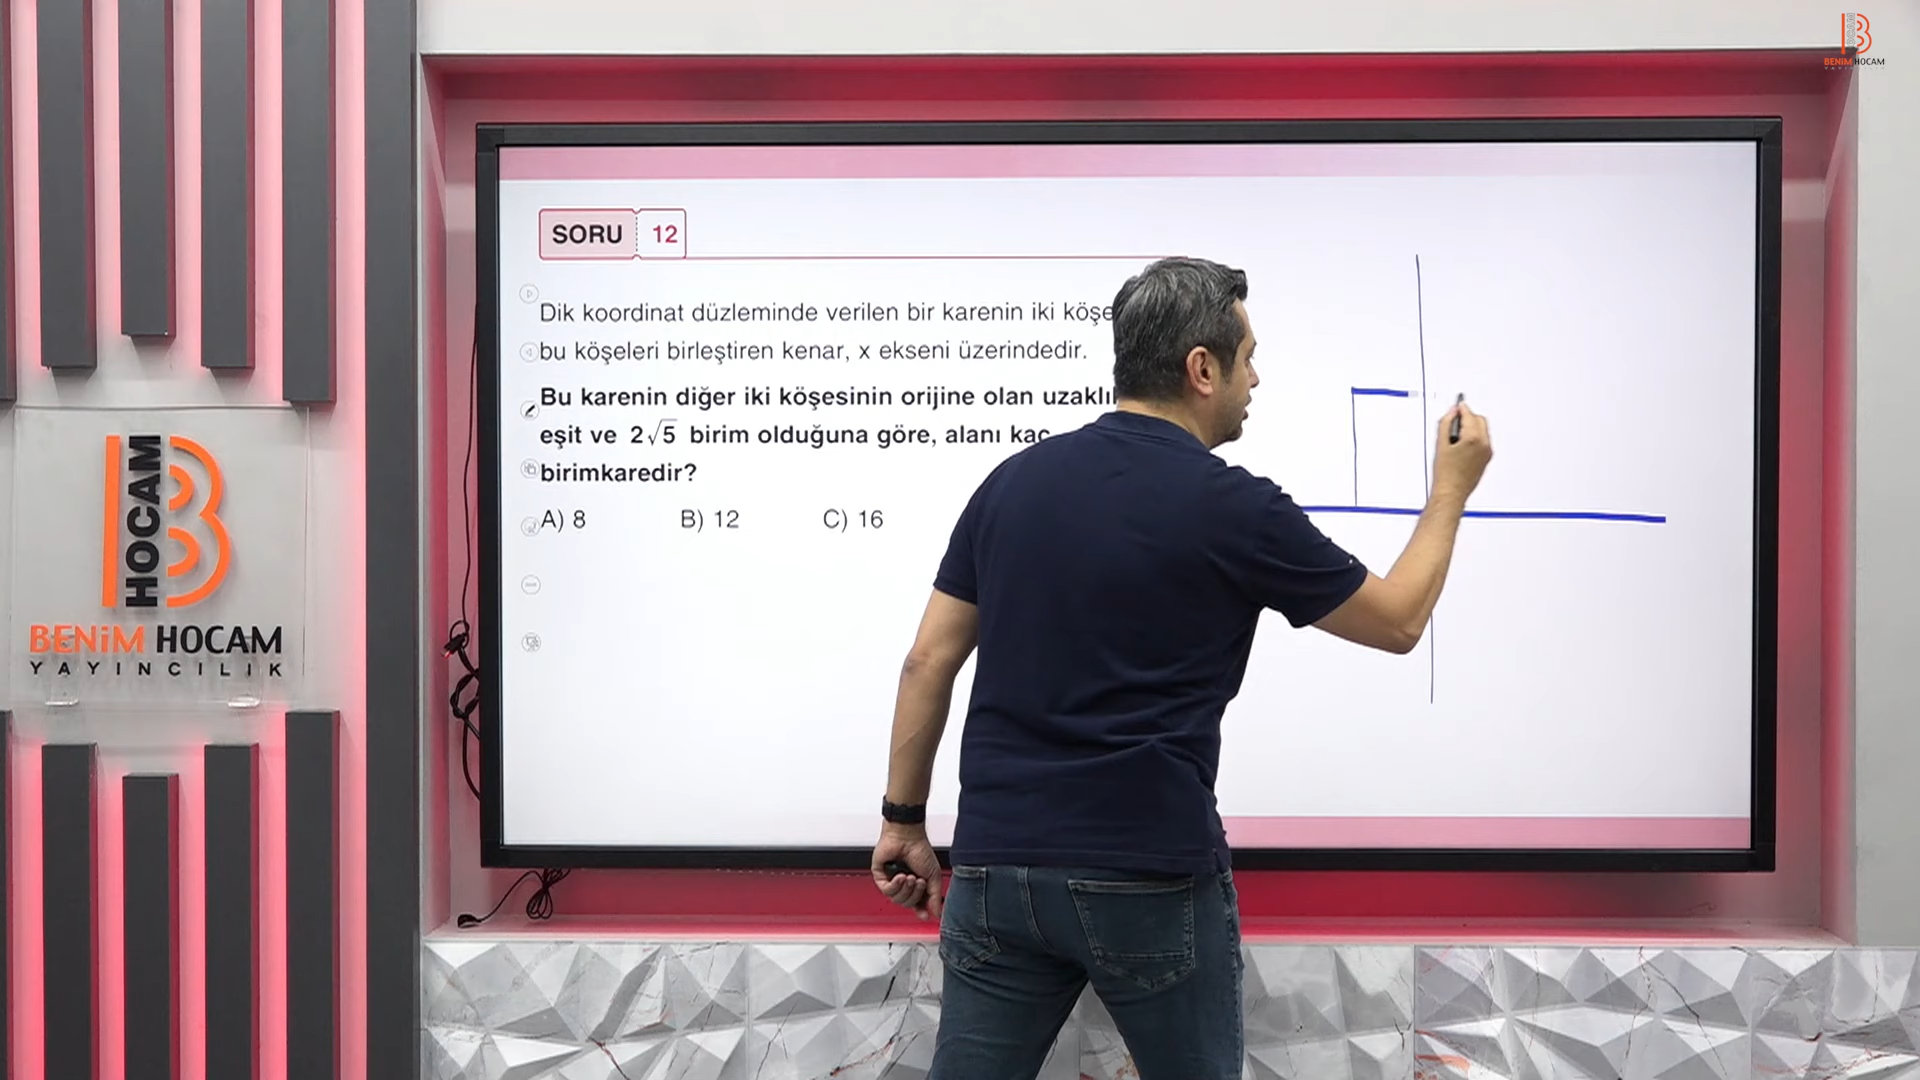 BENiM HOCAM
YAYINCILIK
SORU 12
Dik koordinat düzleminde verilen bir karenin iki köşe
bu köşeleri birleştiren kenar, x ekseni üzerindedir.
Bu karenin diğer iki köşesinin orijine olan uzaklı
eşit ve 2√5 birim olduğuna göre, alanı kaç
birimkaredir?
A) 8 B) 12 C) 16
B HOCAM
BENiM HOCAM
YAYINCILIK